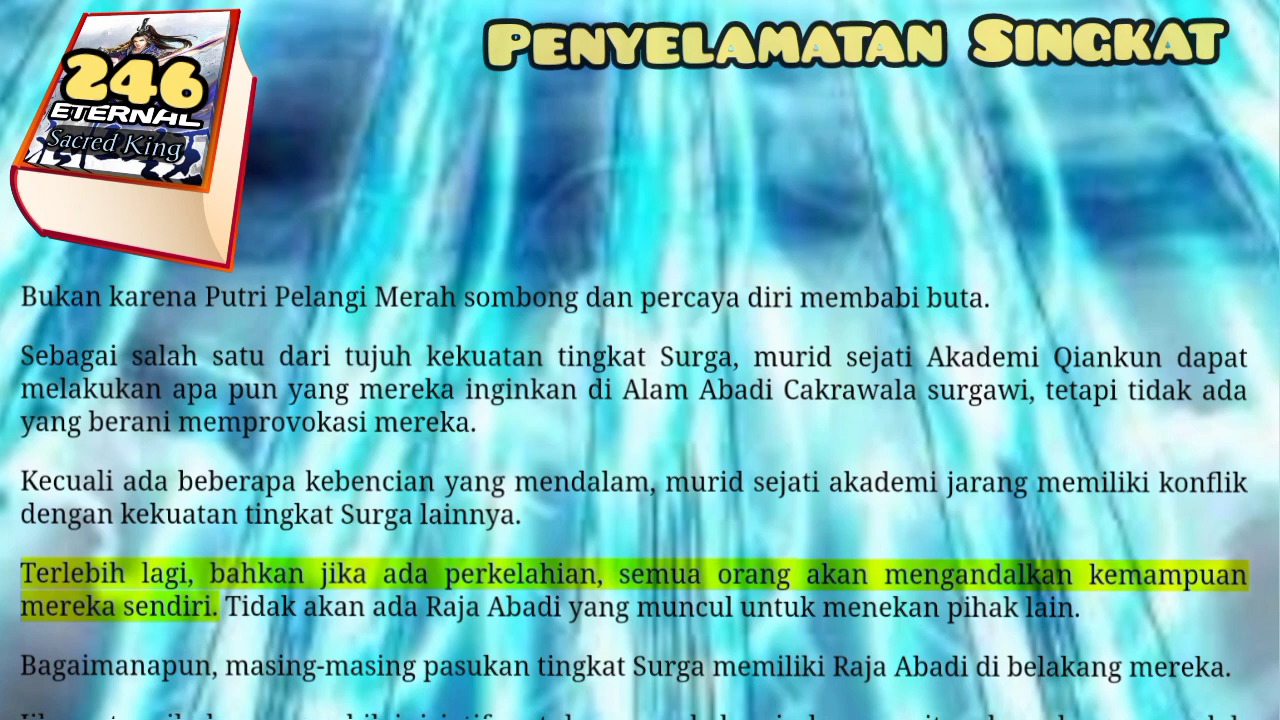 Penyelamatan Singkat
246
ETERNAL
Sacred King
Bukan karena Putri Pelangi Merah sombong dan percaya diri membabi buta.
Sebagai salah satu dari tujuh kekuatan tingkat Surga, murid sejati Akademi Qiankun dapat
melakukan apa pun yang mereka inginkan di Alam Abadi Cakrawala surgawi, tetapi tidak ada
yang berani memprovokasi mereka.
Kecuali ada beberapa kebencian yang mendalam, murid sejati akademi jarang memiliki konflik
dengan kekuatan tingkat Surga lainnya.
Terlebih lagi, bahkan jika ada perkelahian, semua orang akan mengandalkan kemampuan
mereka sendiri. Tidak akan ada Raja Abadi yang muncul untuk menekan pihak lain.
Bagaimanapun, masing-masing pasukan tingkat Surga memiliki Raja Abadi di belakang mereka.